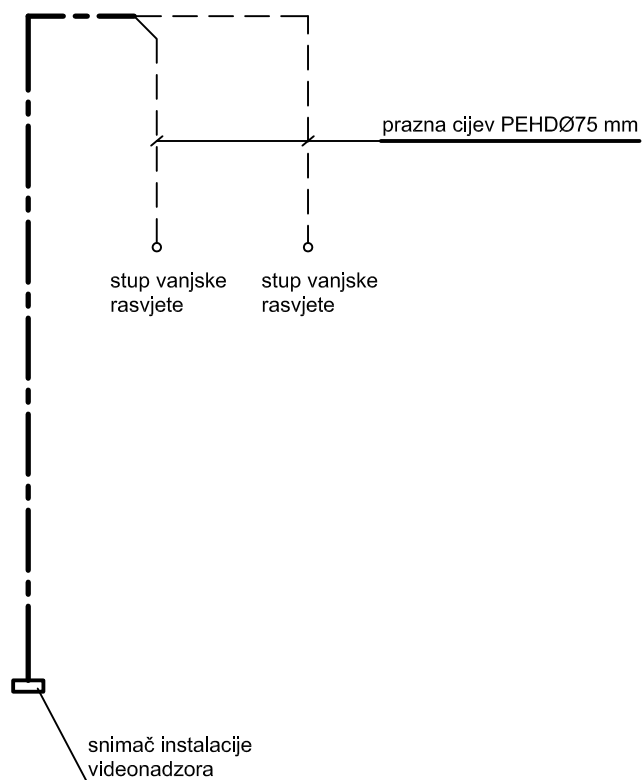 prazna cijev PEHDØ75 mm
stup vanjske
rasvjete
stup vanjske
rasvjete
snimač instalacije
videonadzora